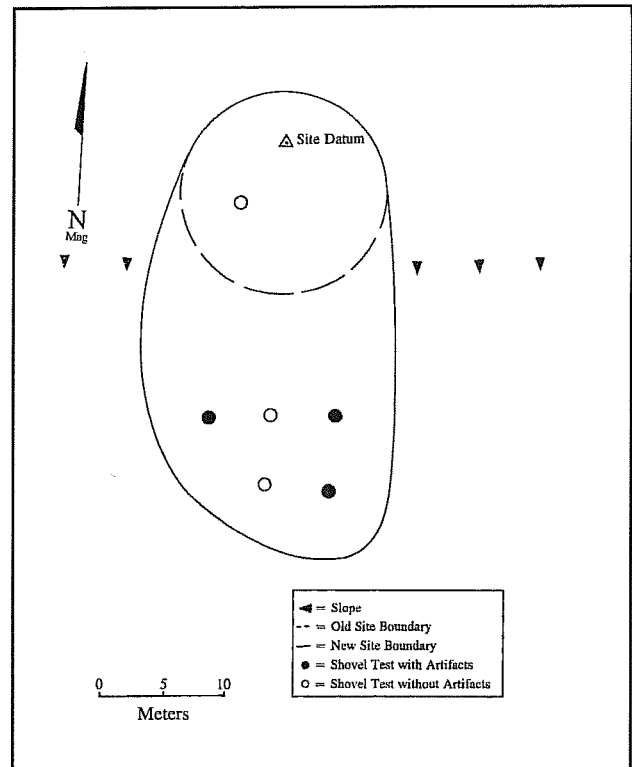 Site Datum
N
Mag
= Slope
= Old Site Boundary
= New Site Boundary
= Shovel Test with Artifacts
= Shovel Test without Artifacts
0 5 10
Meters